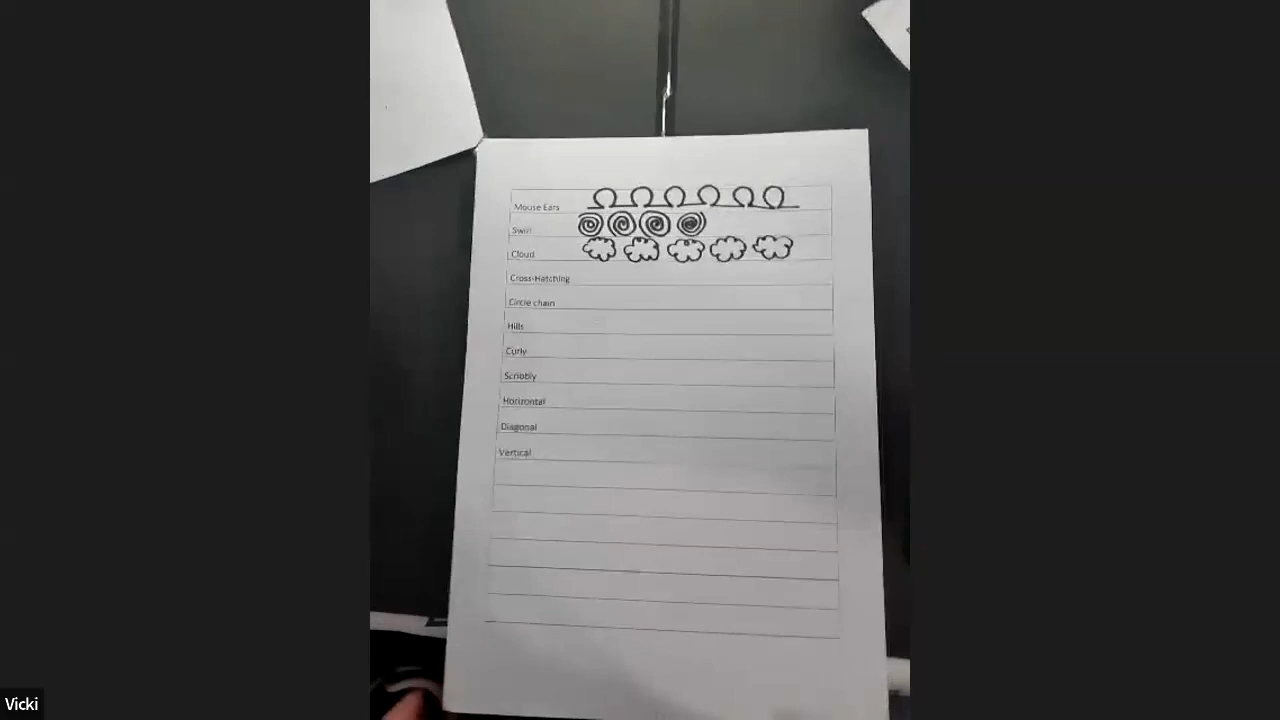 Mouse Ears
Swirl
Cloud
Cross-Hatching
Circle chain
Hills
Curly
Scribbly
Horizontal
Diagonal
Vertical
Vicki